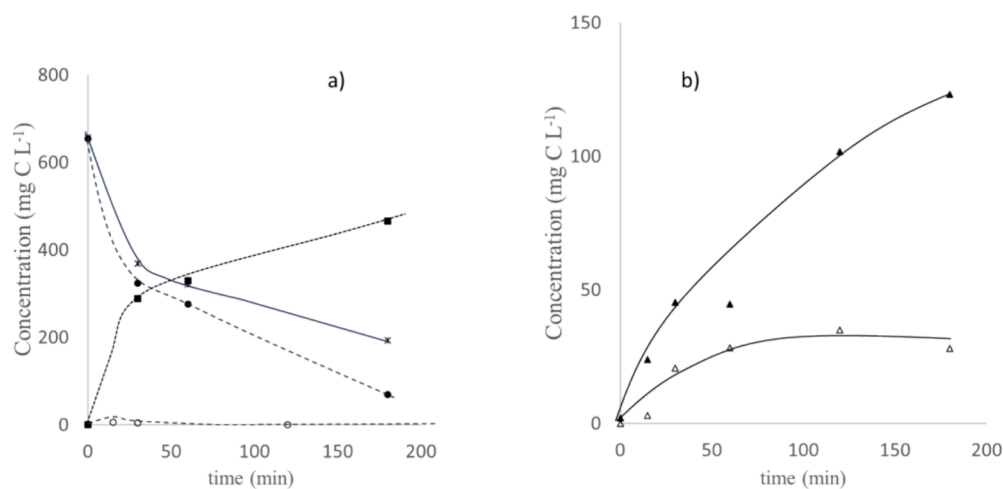 a)
Concentration (mg C L-1)
800
600
400
200
0
0 50 100 150 200
time (min)
b)
Concentration (mg C L-1)
150
100
50
0
0 50 100 150 200
time (min)